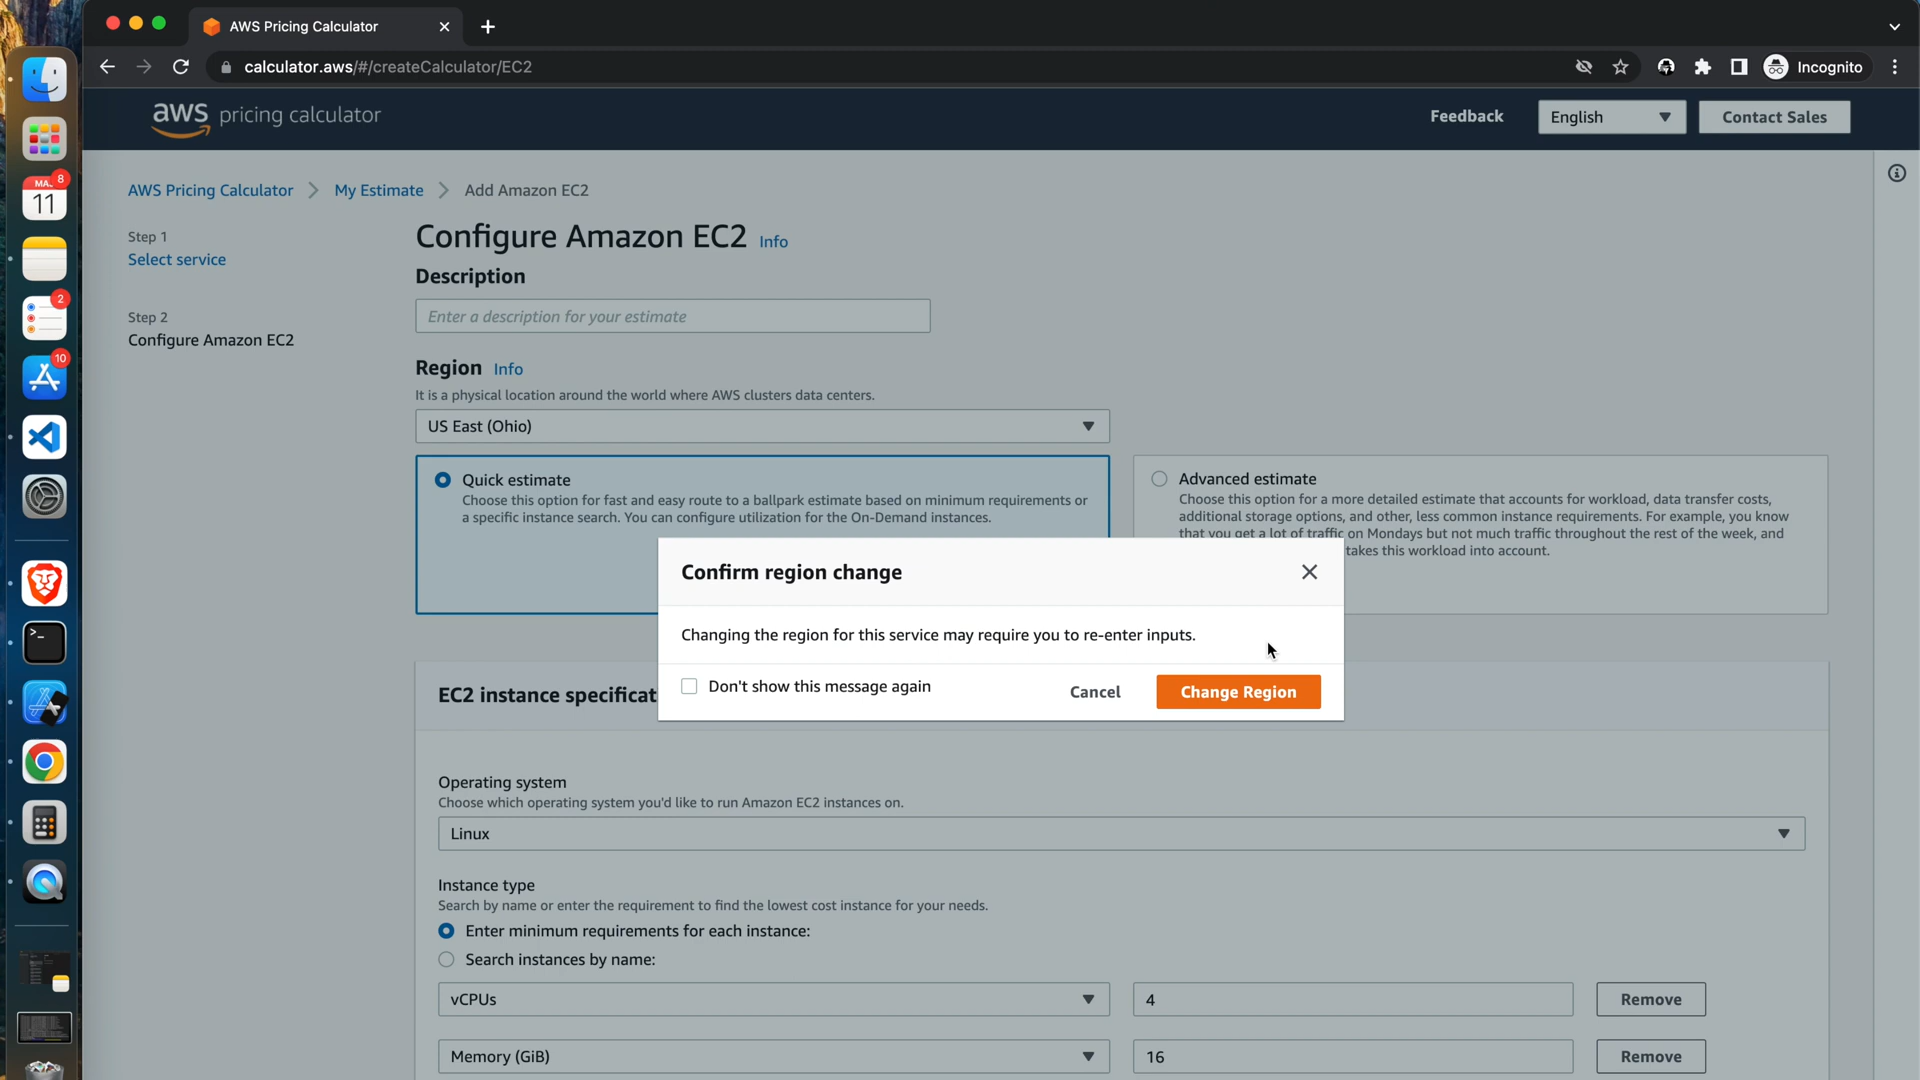 AWS Pricing Calculator
calculator.aws/#/createCalculator/EC2
Incognito
aws pricing calculator
Feedback
English
Contact Sales
AWS Pricing Calculator
My Estimate
Add Amazon EC2
Step 1
Select service
Step 2
Configure Amazon EC2
Configure Amazon EC2 Info
Description
Enter a description for your estimate
Region Info
It is a physical location around the world where AWS clusters data centers.
US East (Ohio)
Quick estimate
Choose this option for fast and easy route to a ballpark estimate based on minimum requirements or
a specific instance search. You can configure utilization for the On-Demand instances.
Advanced estimate
Choose this option for a more detailed estimate that accounts for workload, data transfer costs,
additional storage options, and other, less common instance requirements. For example, you know
that you get a lot of traffic on Mondays but not much traffic throughout the rest of the week, and
takes this workload into account.
Confirm region change
Changing the region for this service may require you to re-enter inputs.
Don't show this message again
Cancel
Change Region
EC2 instance specificat
Operating system
Choose which operating system you'd like to run Amazon EC2 instances on.
Linux
Instance type
Search by name or enter the requirement to find the lowest cost instance for your needs.
Enter minimum requirements for each instance:
Search instances by name:
vCPUs
4
Remove
Memory (GiB)
16
Remove
8
11
2
10